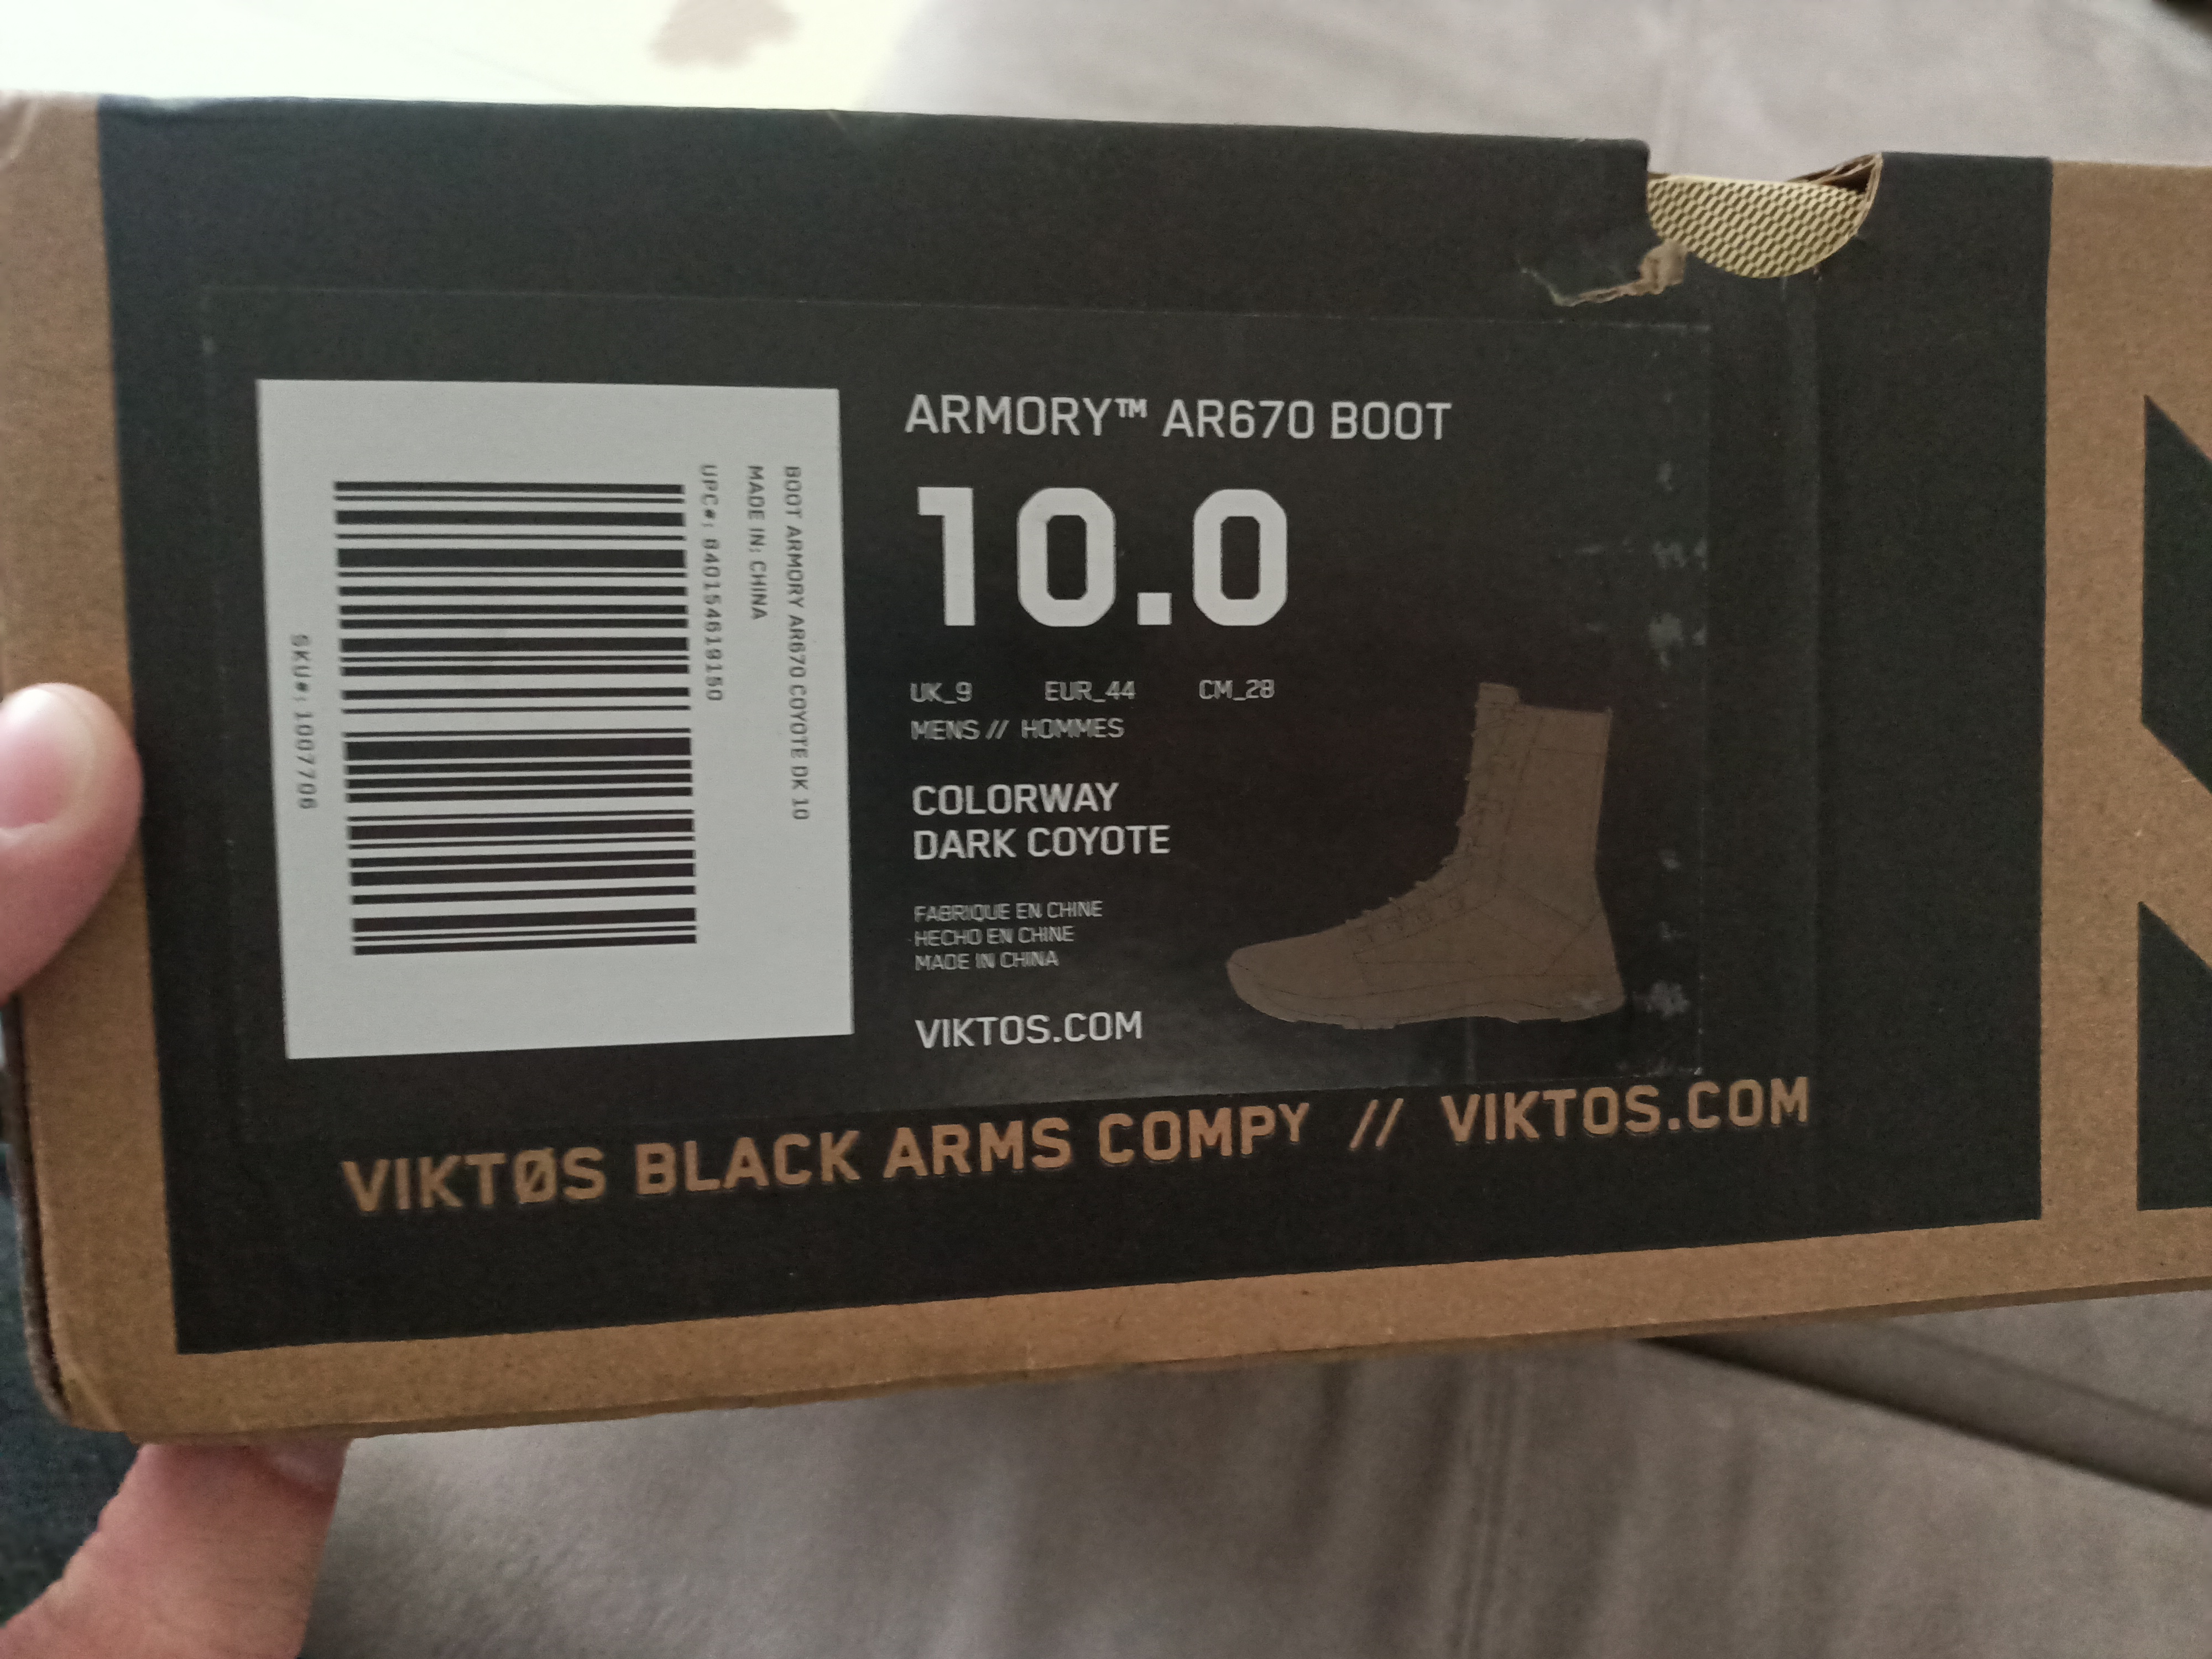 BOOT ARMORY AR670 COYOTE DK 10
MADE IN: CHINA
UPC#: 840154619150
SKU#: 1007706
ARMORY™ AR670 BOOT
10.0
UK_9 EUR_44 CM_28
MENS // HOMMES
COLORWAY
DARK COYOTE
FABRIQUE EN CHINE
HECHO EN CHINE
MADE IN CHINA
VIKTOS.COM
VIKTØS BLACK ARMS COMPY // VIKTOS.COM